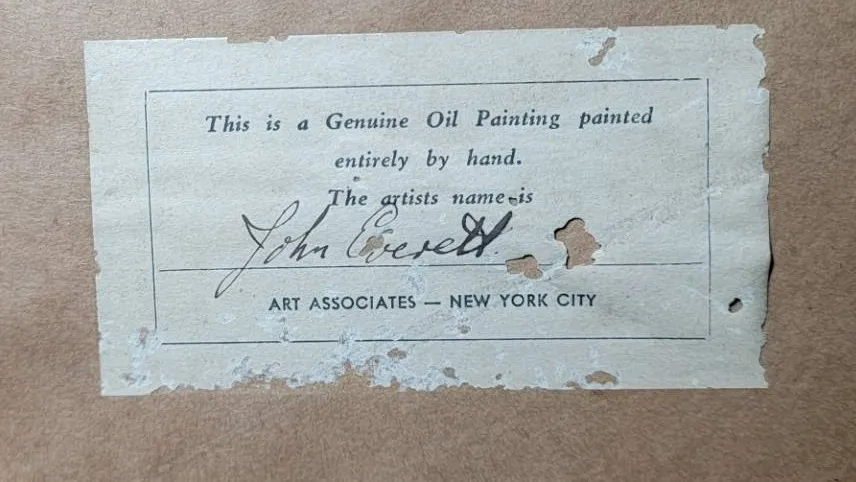 This is a Genuine Oil Painting painted
entirely by hand.
The artists name is
John Everett
ART ASSOCIATES — NEW YORK CITY